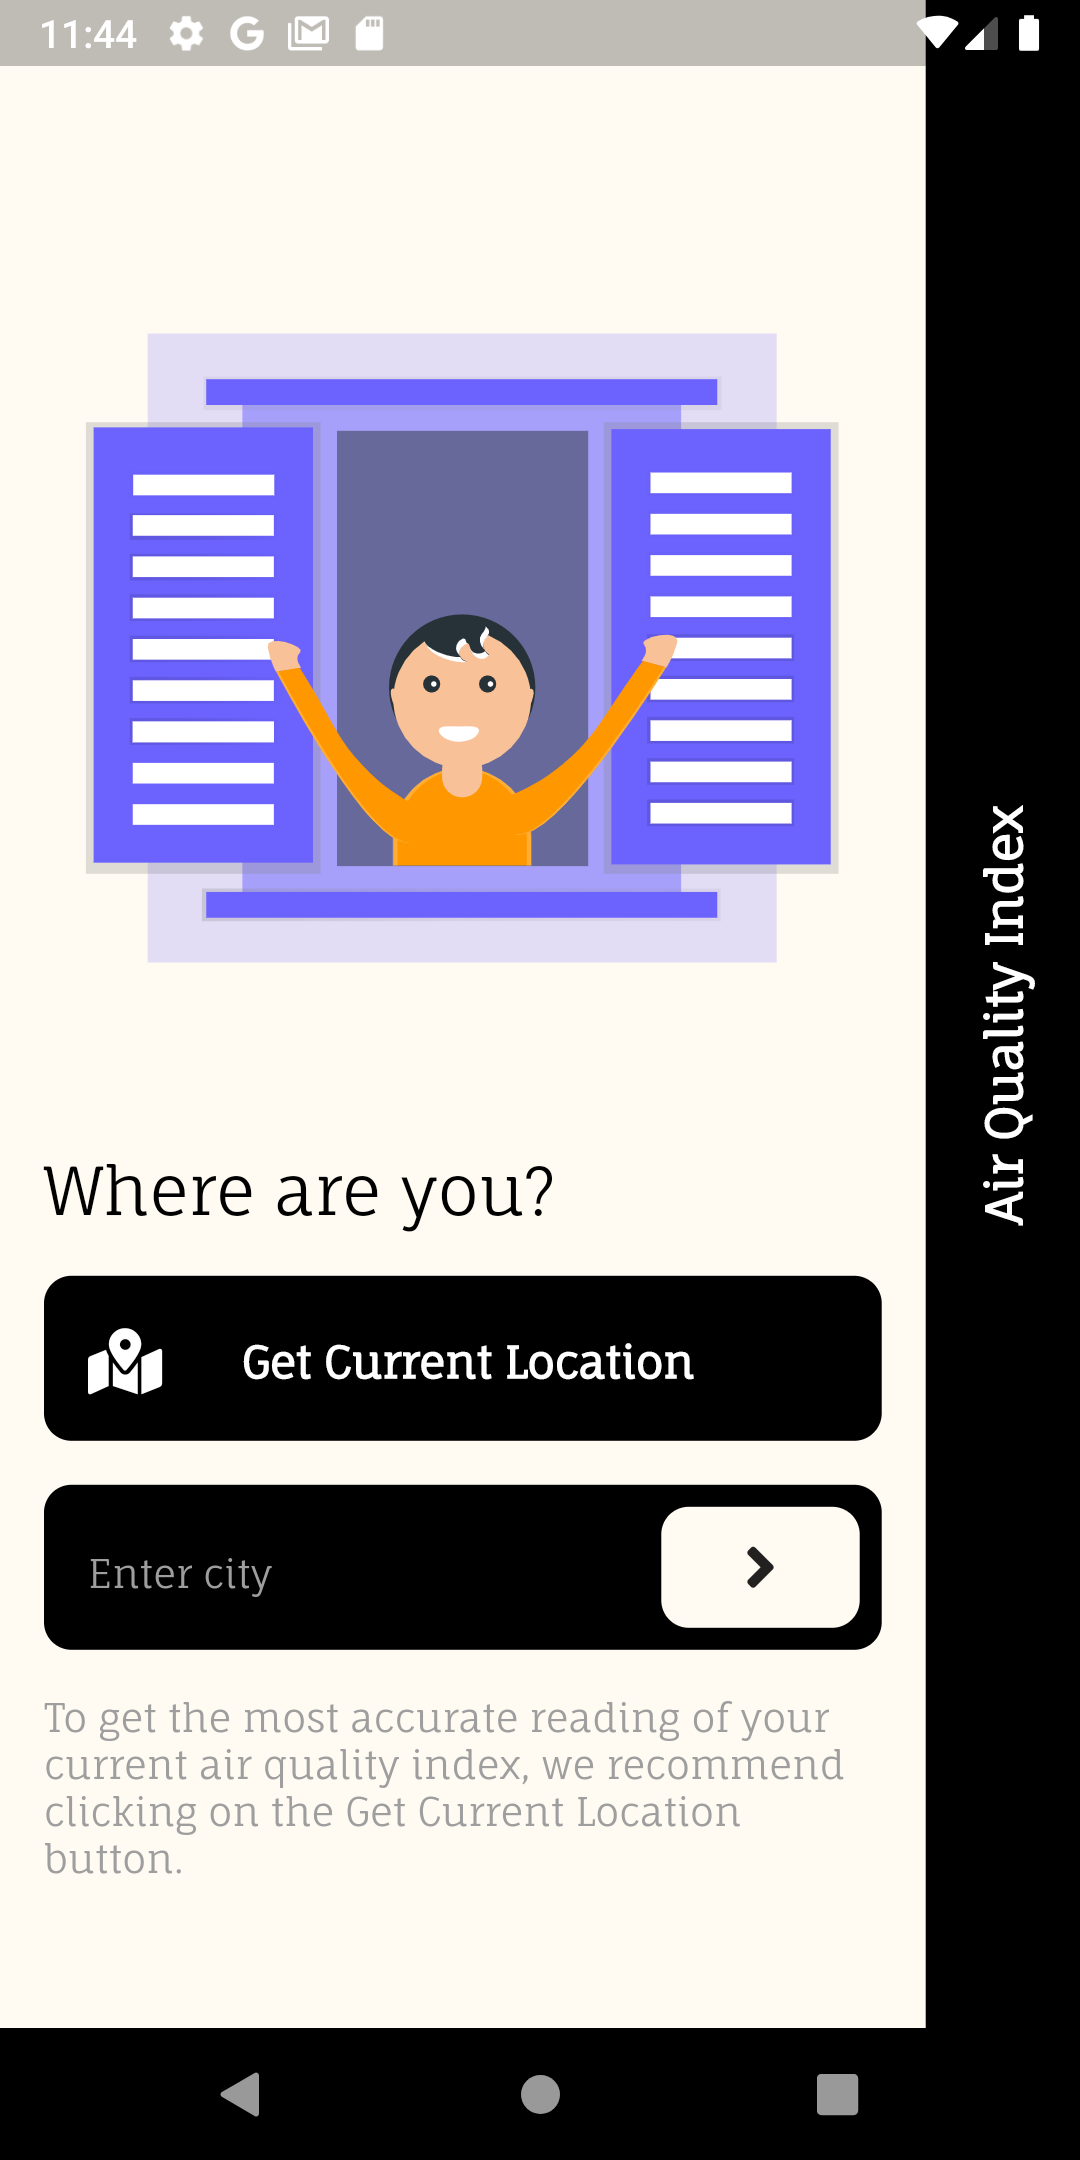 11:44
Air Quality Index
Where are you?
Get Current Location
Enter city
To get the most accurate reading of your
current air quality index, we recommend
clicking on the Get Current Location
button.